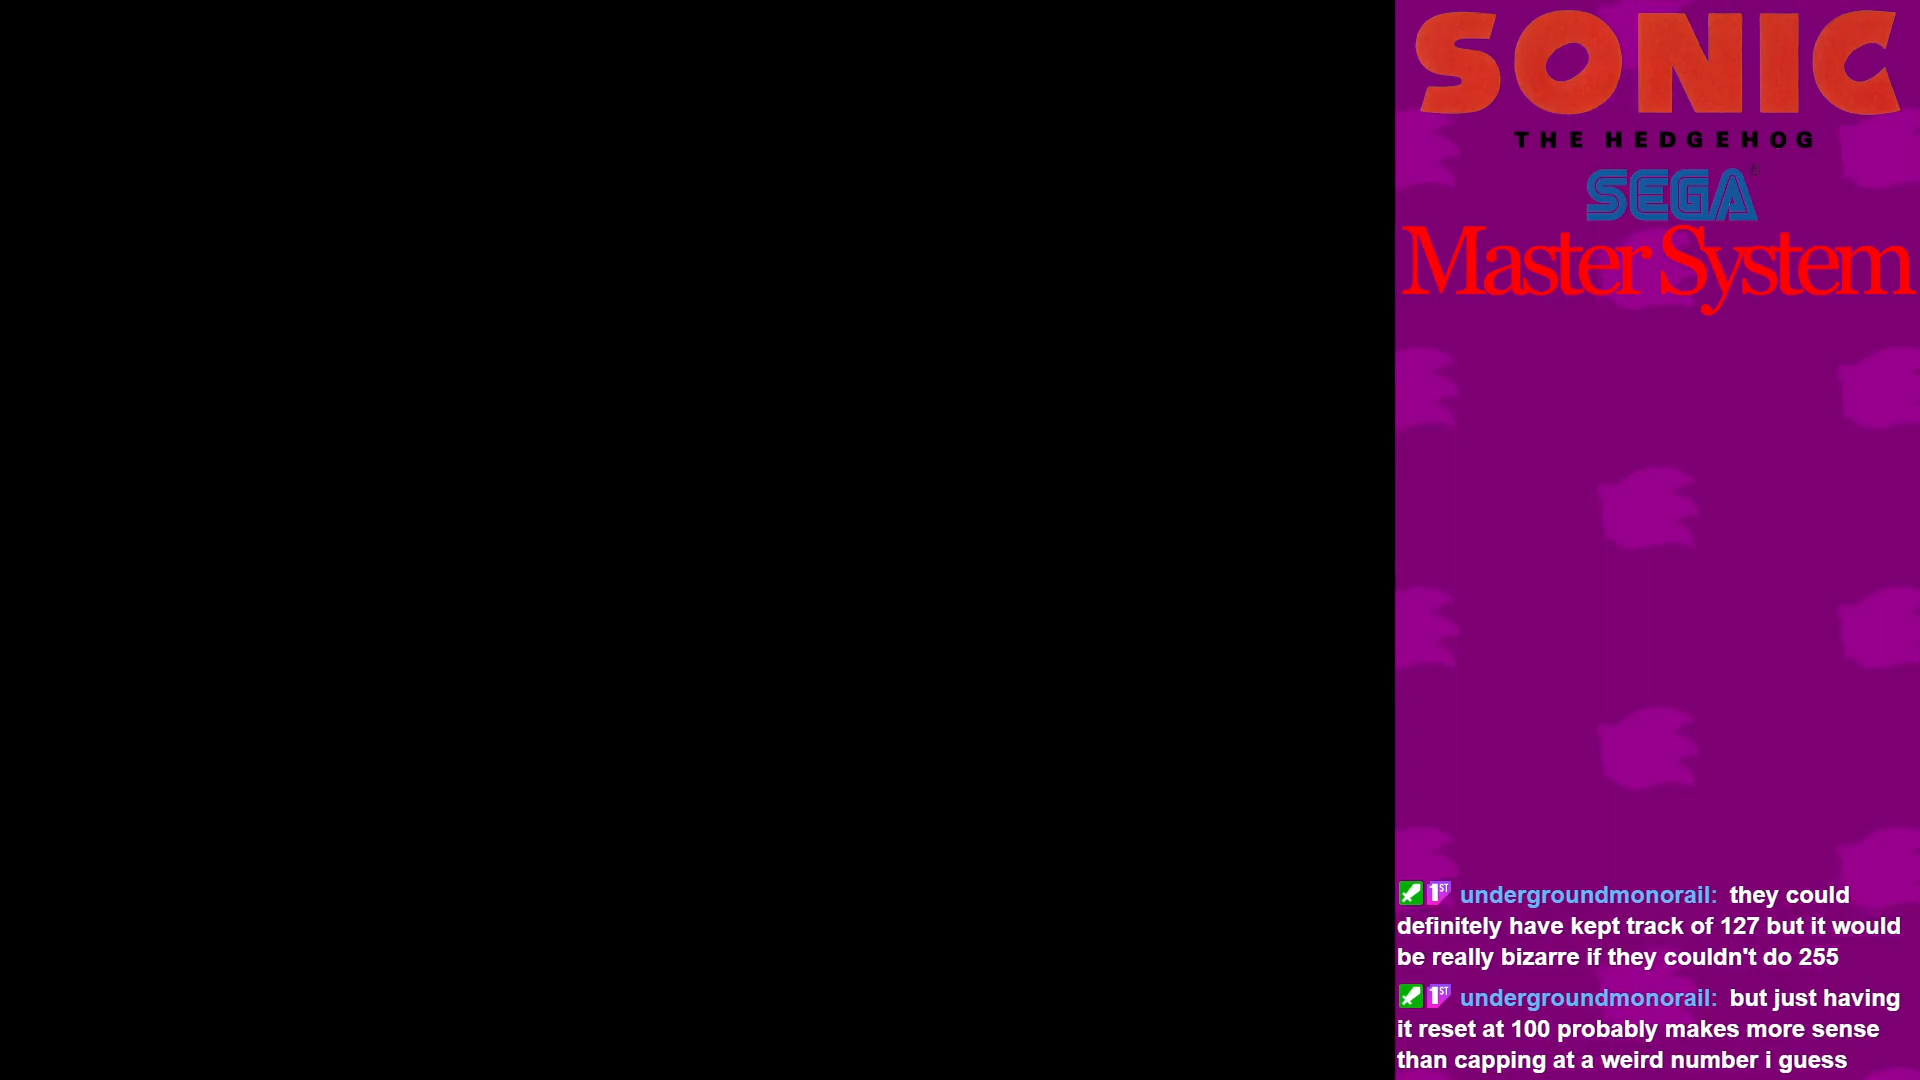 SONIC
THE HEDGEHOG
SEGA®
Master System
1ST undergroundmonorail: they could
definitely have kept track of 127 but it would
be really bizarre if they couldn't do 255
1ST undergroundmonorail: but just having
it reset at 100 probably makes more sense
than capping at a weird number i guess